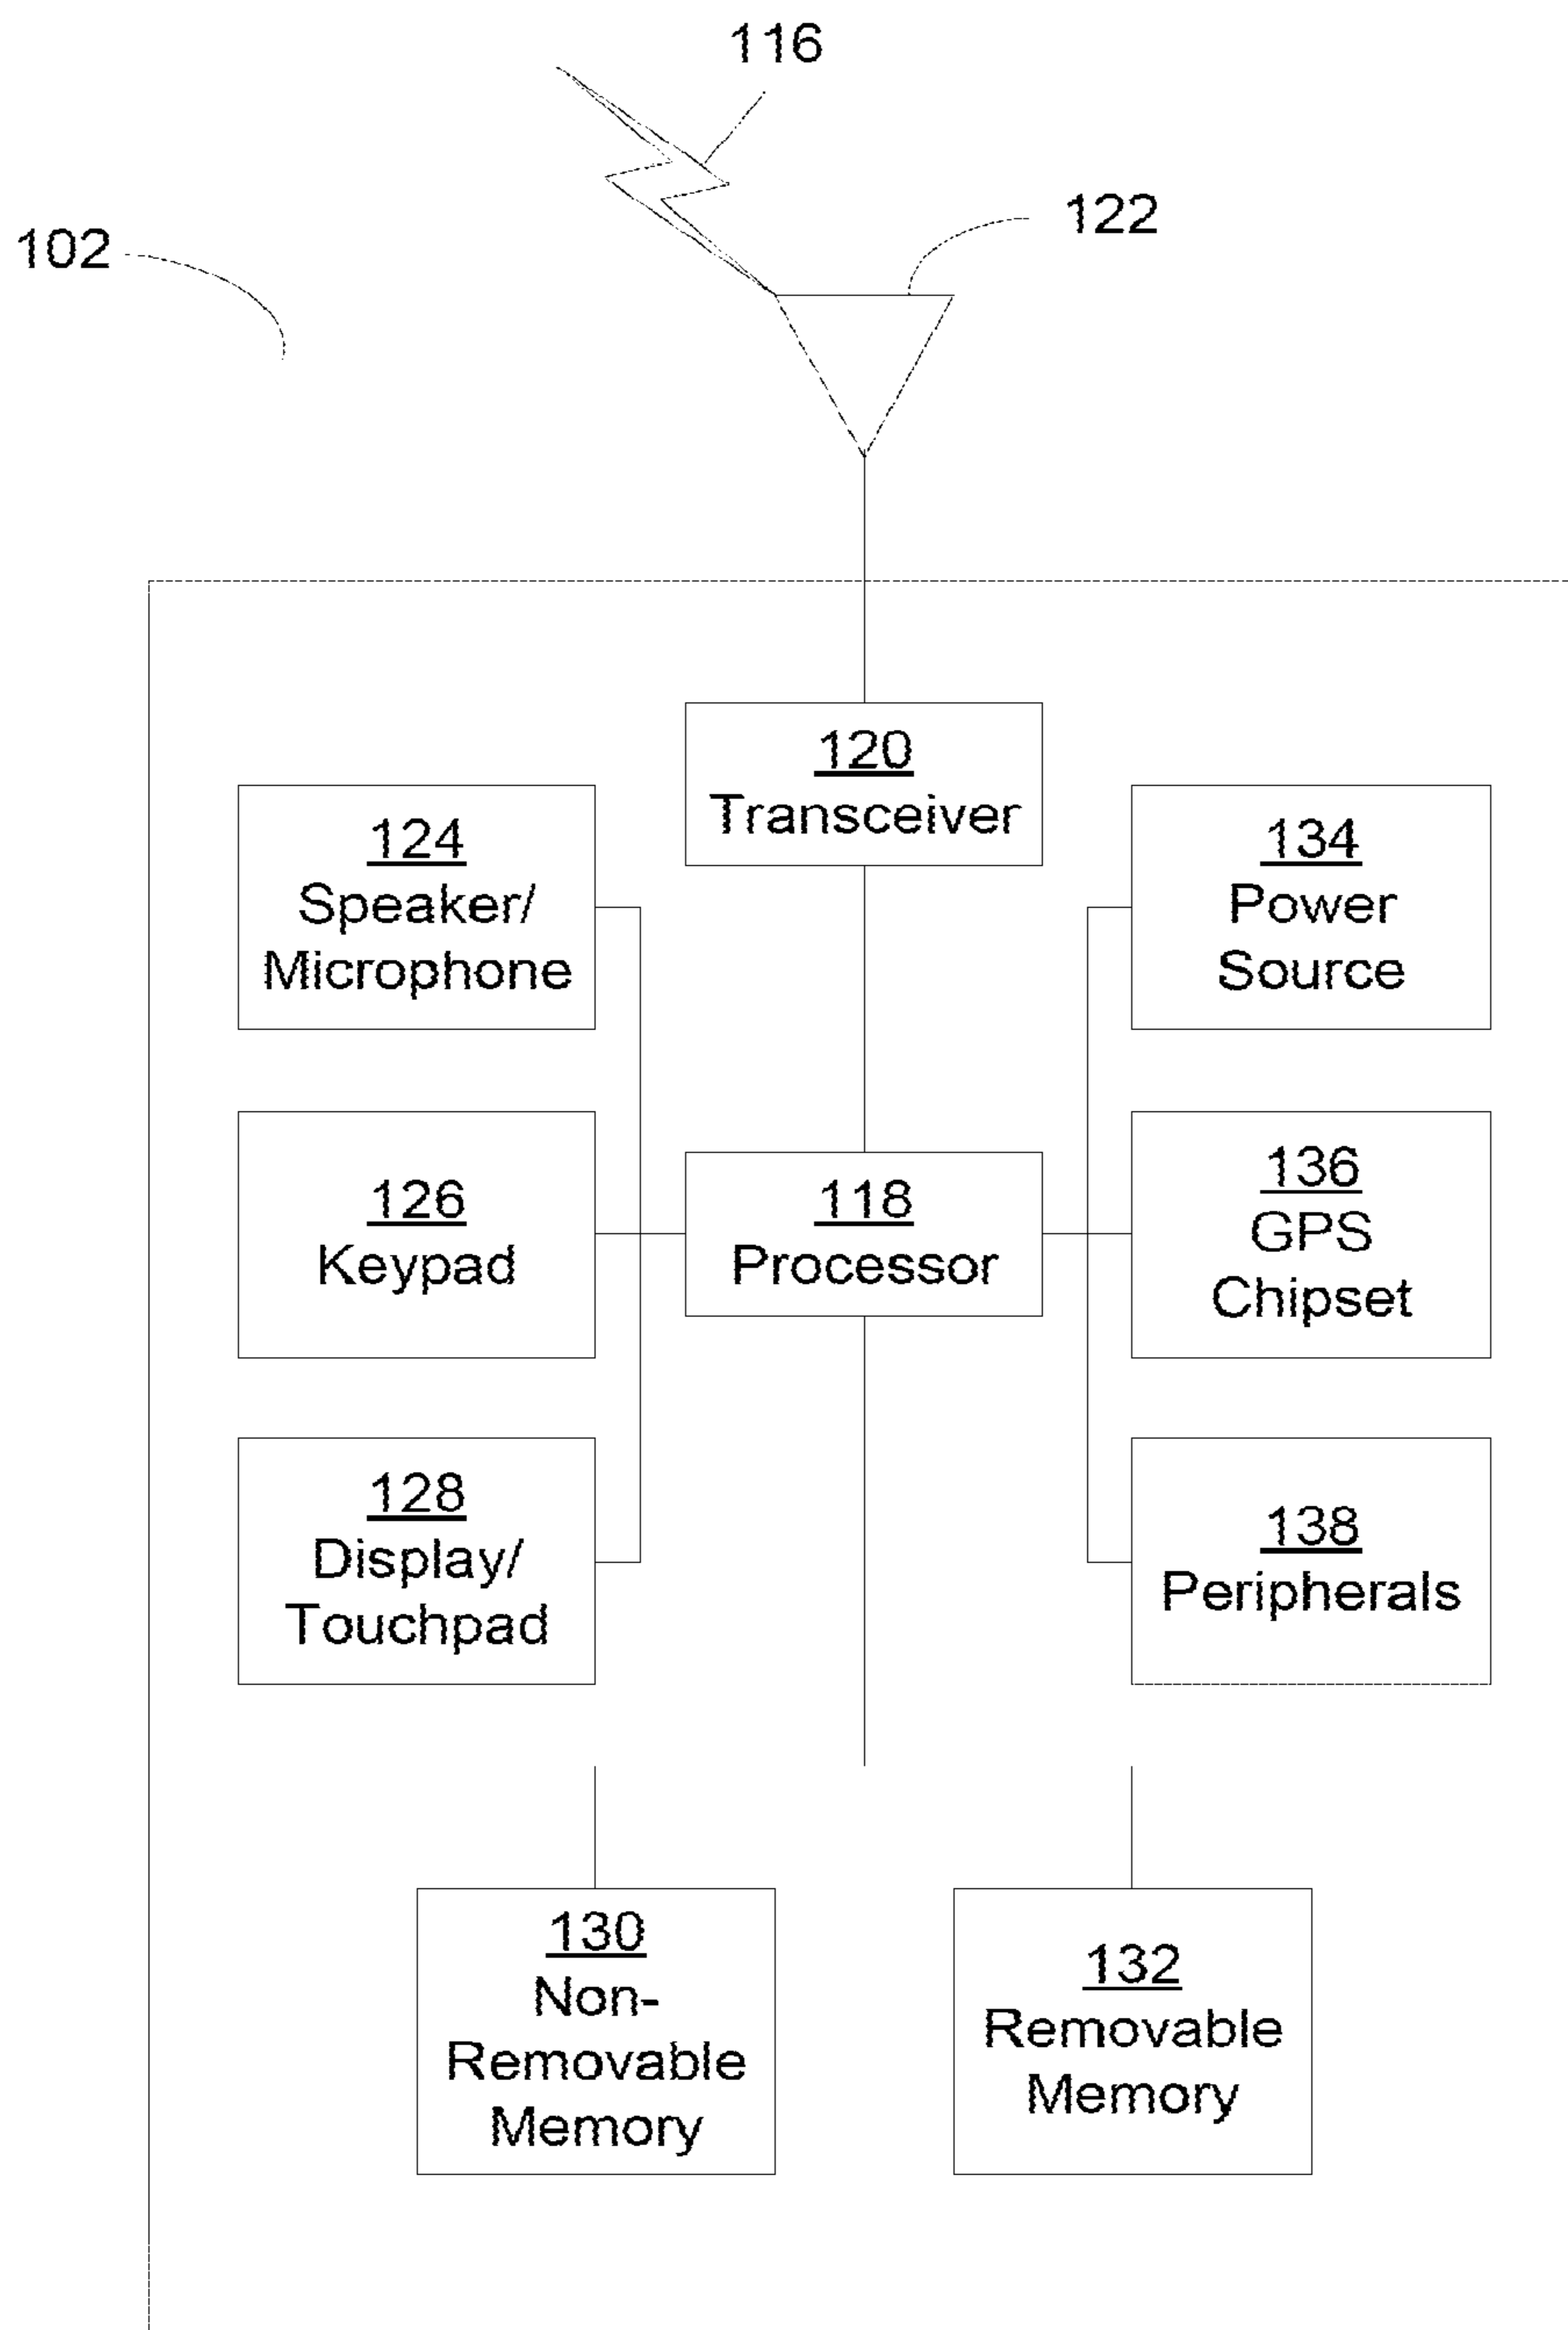 116
122
102
120
Transceiver
124
Speaker/
Microphone
134
Power
Source
126
Keypad
118
Processor
136
GPS
Chipset
128
Display/
Touchpad
138
Peripherals
130
Non-
Removable
Memory
132
Removable
Memory